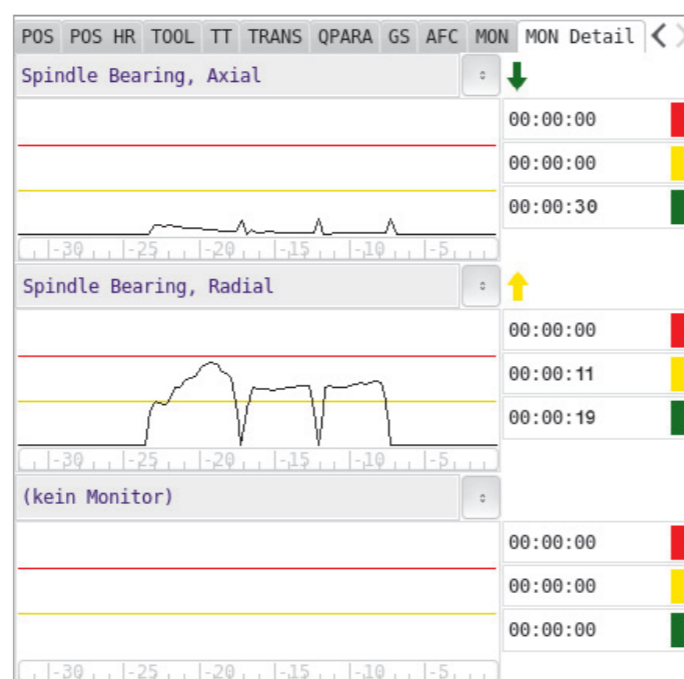 POS POS HR TOOL TT TRANS QPARA GS AFC MON MON Detail
Spindle Bearing, Axial
00:00:00
00:00:00
00:00:30
-30 -25 -20 -15 -10 -5
Spindle Bearing, Radial
00:00:00
00:00:11
00:00:19
-30 -25 -20 -15 -10 -5
(kein Monitor)
00:00:00
00:00:00
00:00:00
-30 -25 -20 -15 -10 -5